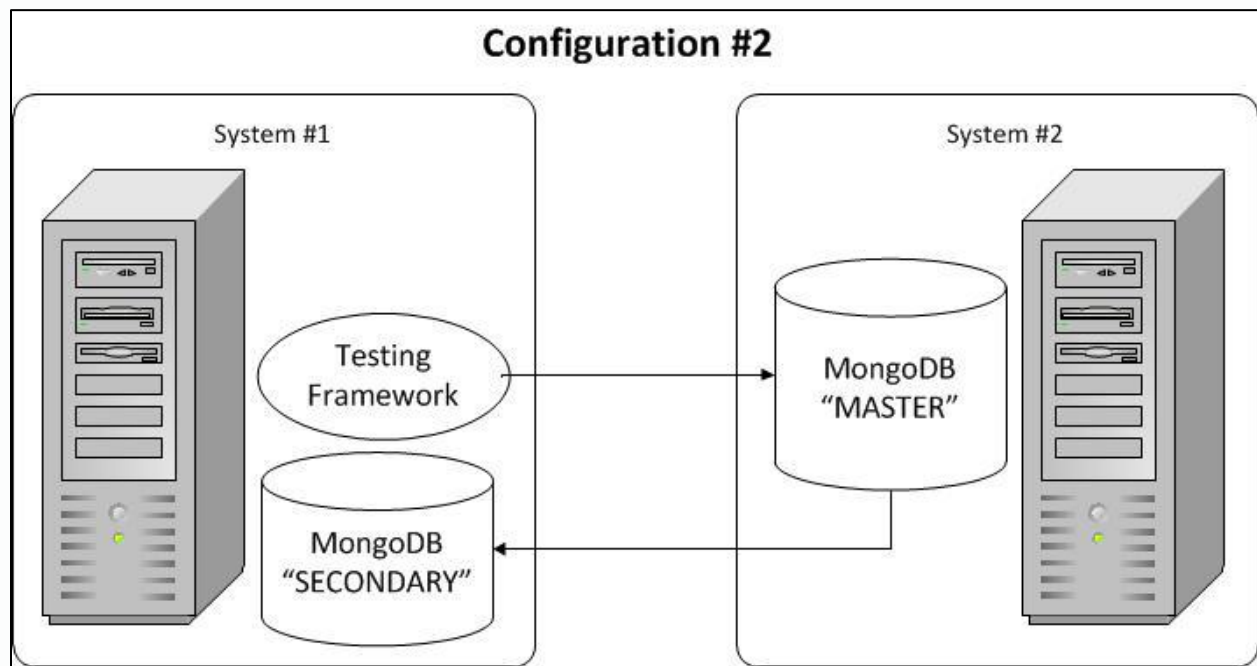 Configuration #2
System #1
System #2
Testing
Framework
MongoDB
“MASTER”
MongoDB
“SECONDARY”